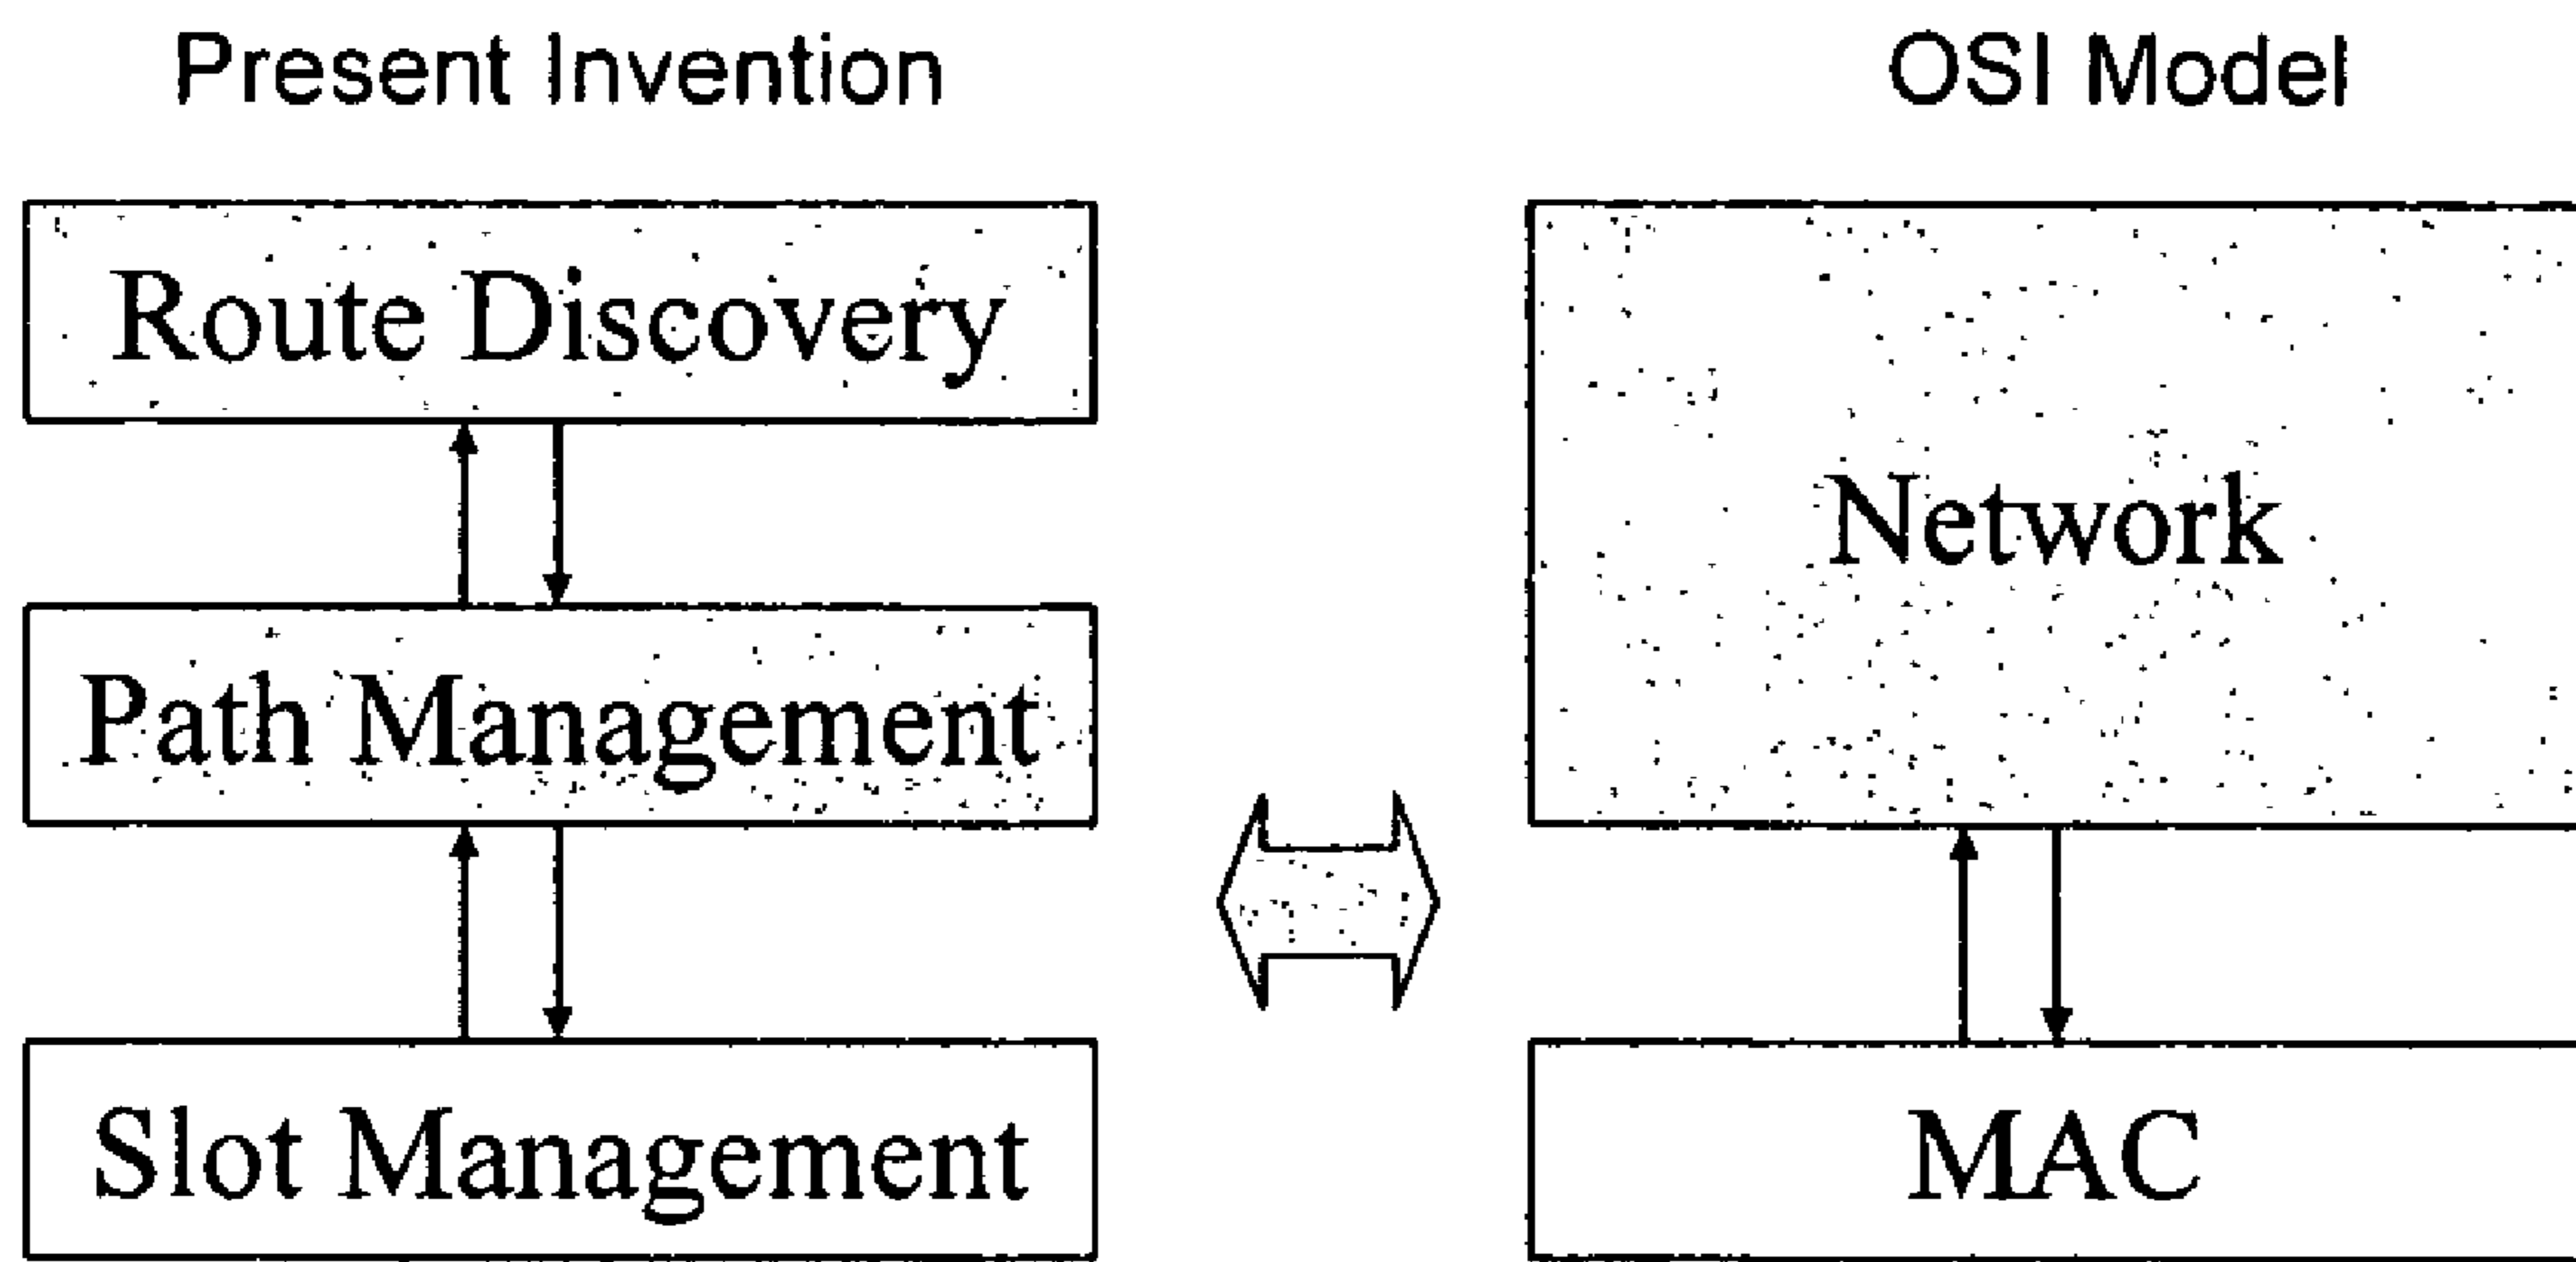 Present Invention
OSI Model
Route Discovery
Path Management
Slot Management
Network
MAC